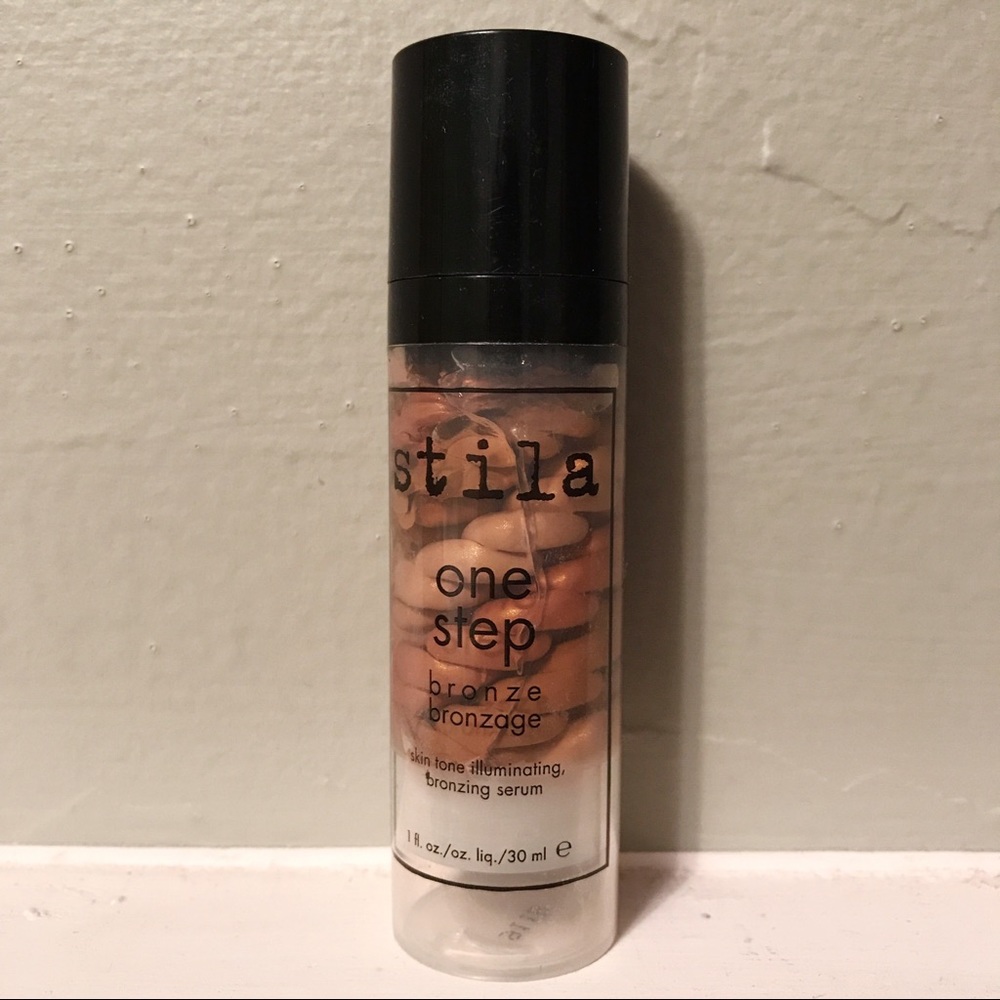 stila
one
step
bronze
bronzage
skin tone illuminating,
bronzing serum
1 fl. oz./oz. liq./30 ml e